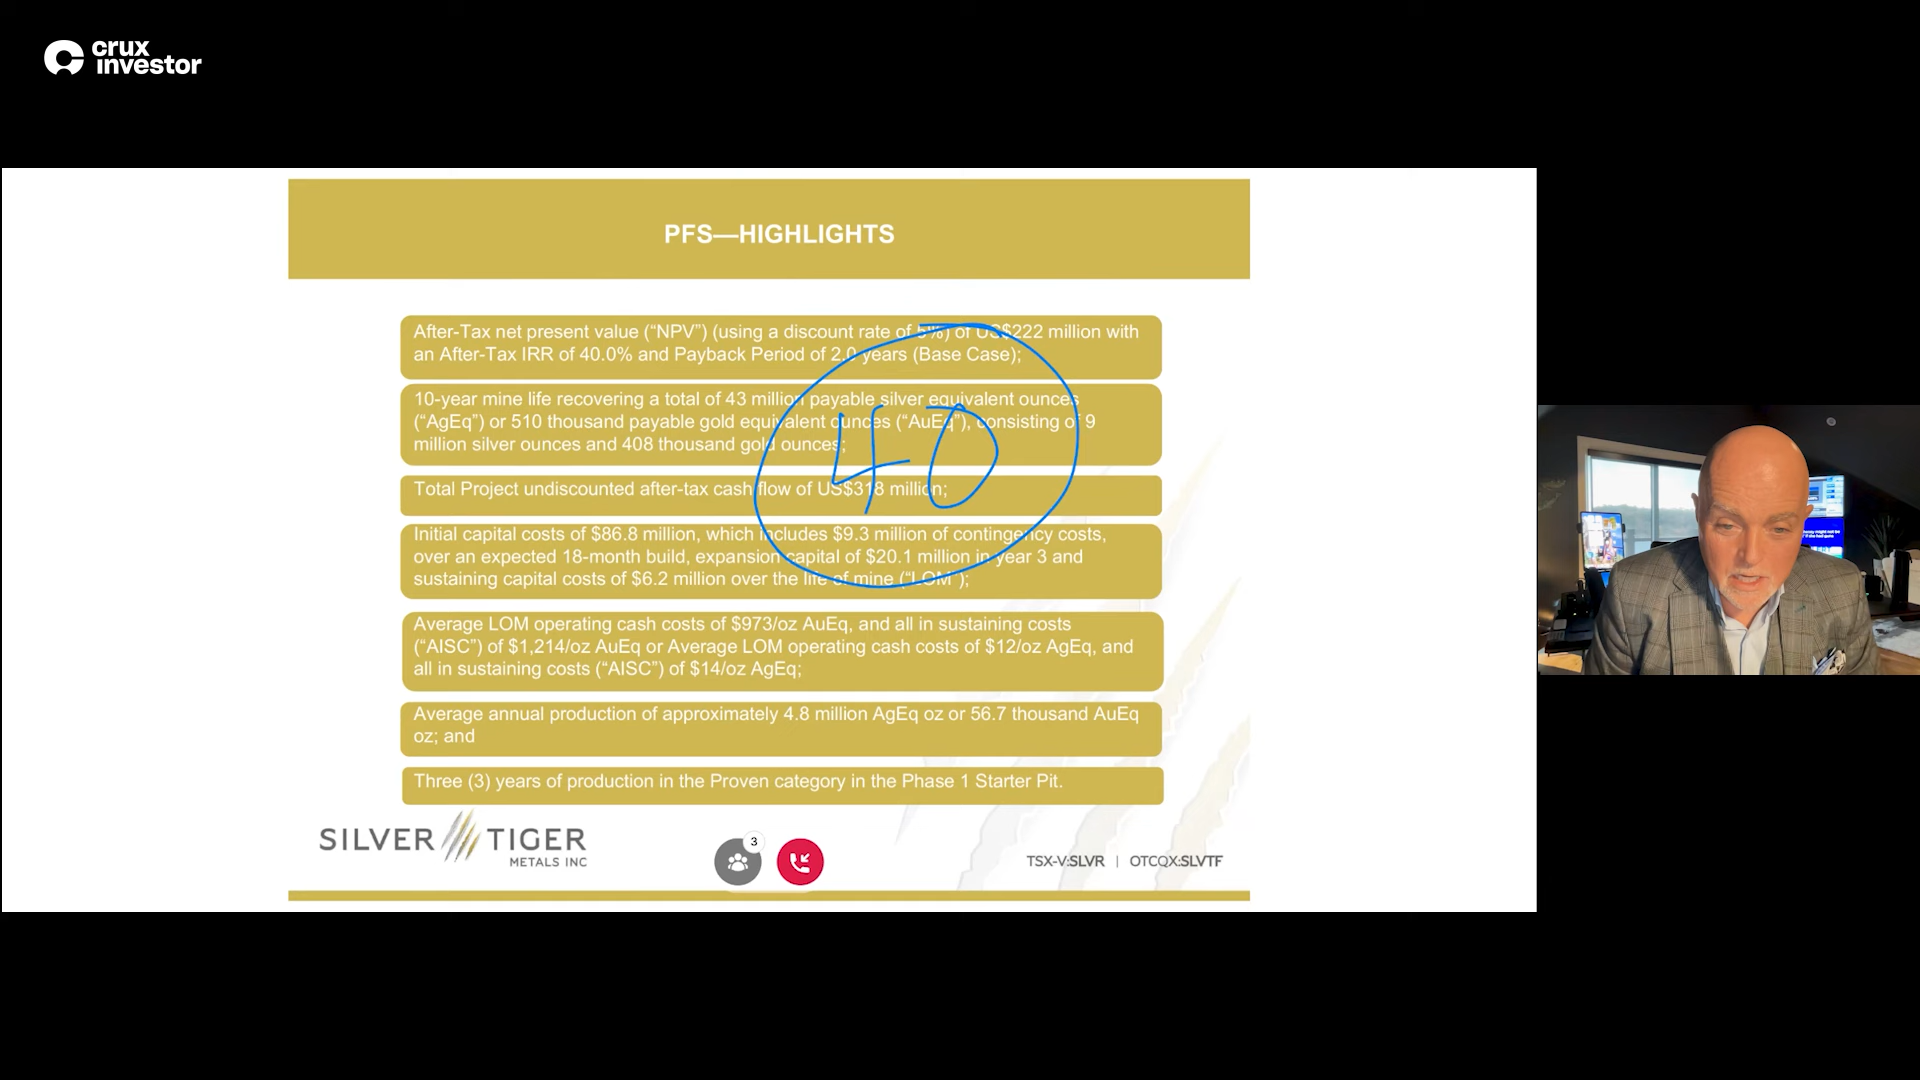 crux
investor
PFS—HIGHLIGHTS
After-Tax net present value (“NPV”) (using a discount rate of 5%) of US$222 million with
an After-Tax IRR of 40.0% and Payback Period of 2.0 years (Base Case);
10-year mine life recovering a total of 43 million payable silver equivalent ounces
(“AgEq”) or 510 thousand payable gold equivalent ounces (“AuEq”), consisting of 9
million silver ounces and 408 thousand gold ounces;
40
Total Project undiscounted after-tax cash flow of US$318 million;
Initial capital costs of $86.8 million, which includes $9.3 million of contingency costs,
over an expected 18-month build, expansion capital of $20.1 million in year 3 and
sustaining capital costs of $6.2 million over the life of mine (“LOM”);
Average LOM operating cash costs of $973/oz AuEq, and all in sustaining costs
(“AISC”) of $1,214/oz AuEq or Average LOM operating cash costs of $12/oz AgEq, and
all in sustaining costs (“AISC”) of $14/oz AgEq;
Average annual production of approximately 4.8 million AgEq oz or 56.7 thousand AuEq
oz; and
Three (3) years of production in the Proven category in the Phase 1 Starter Pit.
SILVER TIGER
METALS INC
3
TSX-V:SLVR | OTCQX:SLVTF